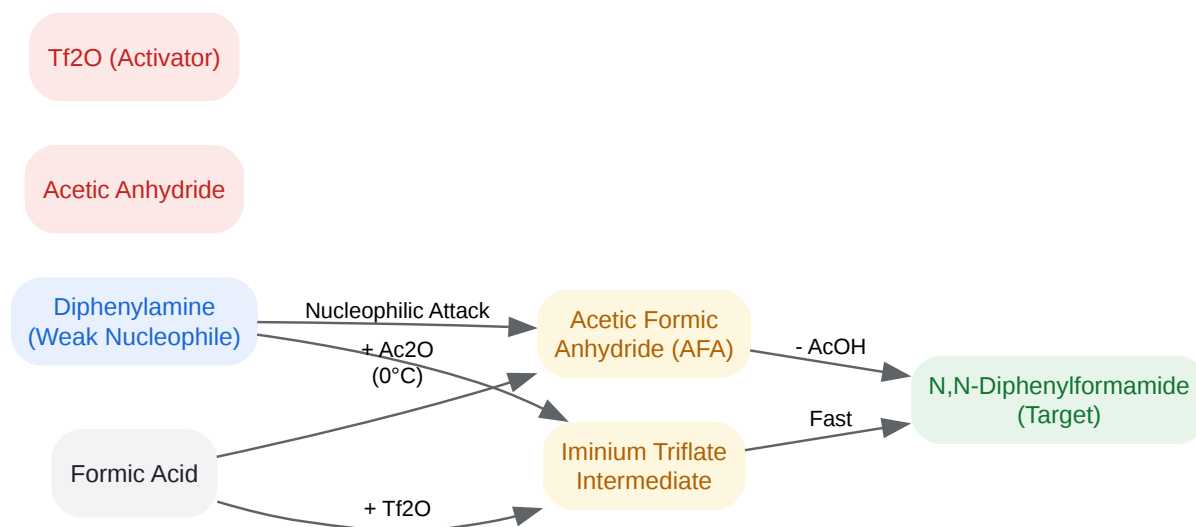 Tf2O (Activator)
Acetic Anhydride
Diphenylamine
(Weak Nucleophile)
Nucleophilic Attack
+ Ac2O
(0°C)
Acetic Formic
Anhydride (AFA)
- AcOH
N,N-Diphenylformamide
(Target)
Fast
Iminium Triflate
Intermediate
Formic Acid
+ Tf2O